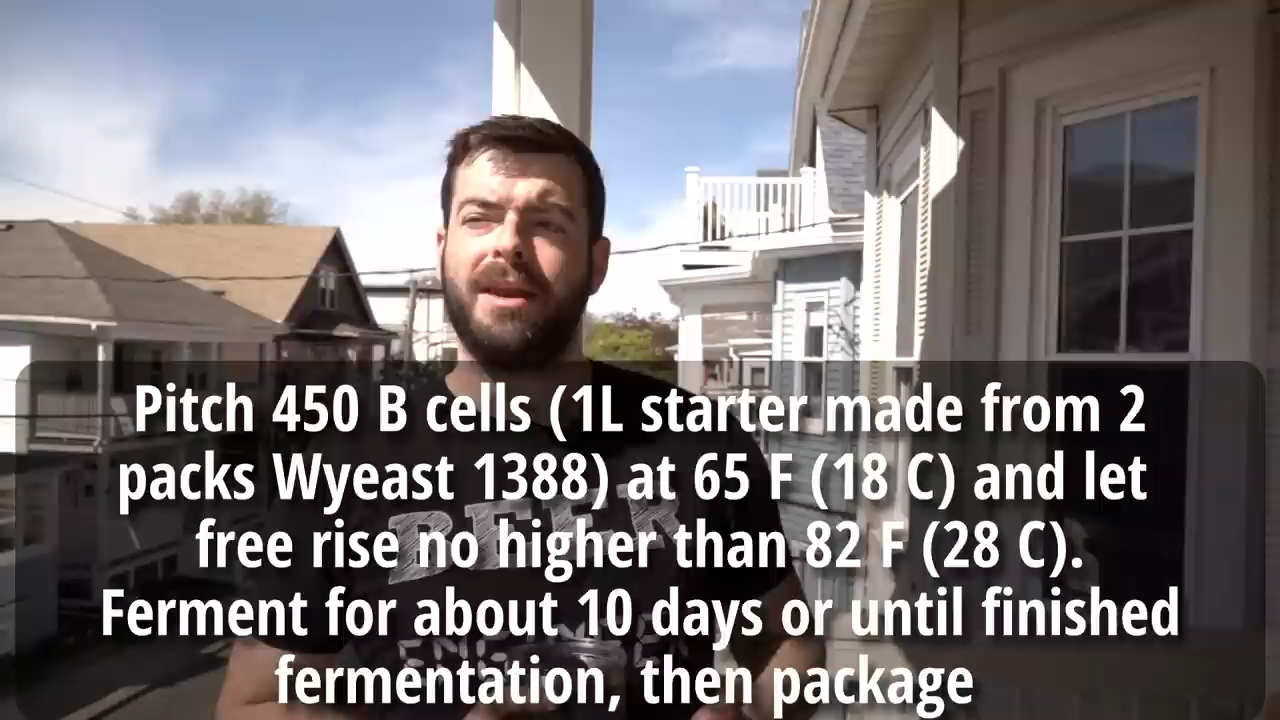 Pitch 450 B cells (1L starter made from 2
packs Wyeast 1388) at 65 F (18 C) and let
free rise no higher than 82 F (28 C).
Ferment for about 10 days or until finished
fermentation, then package
BEER